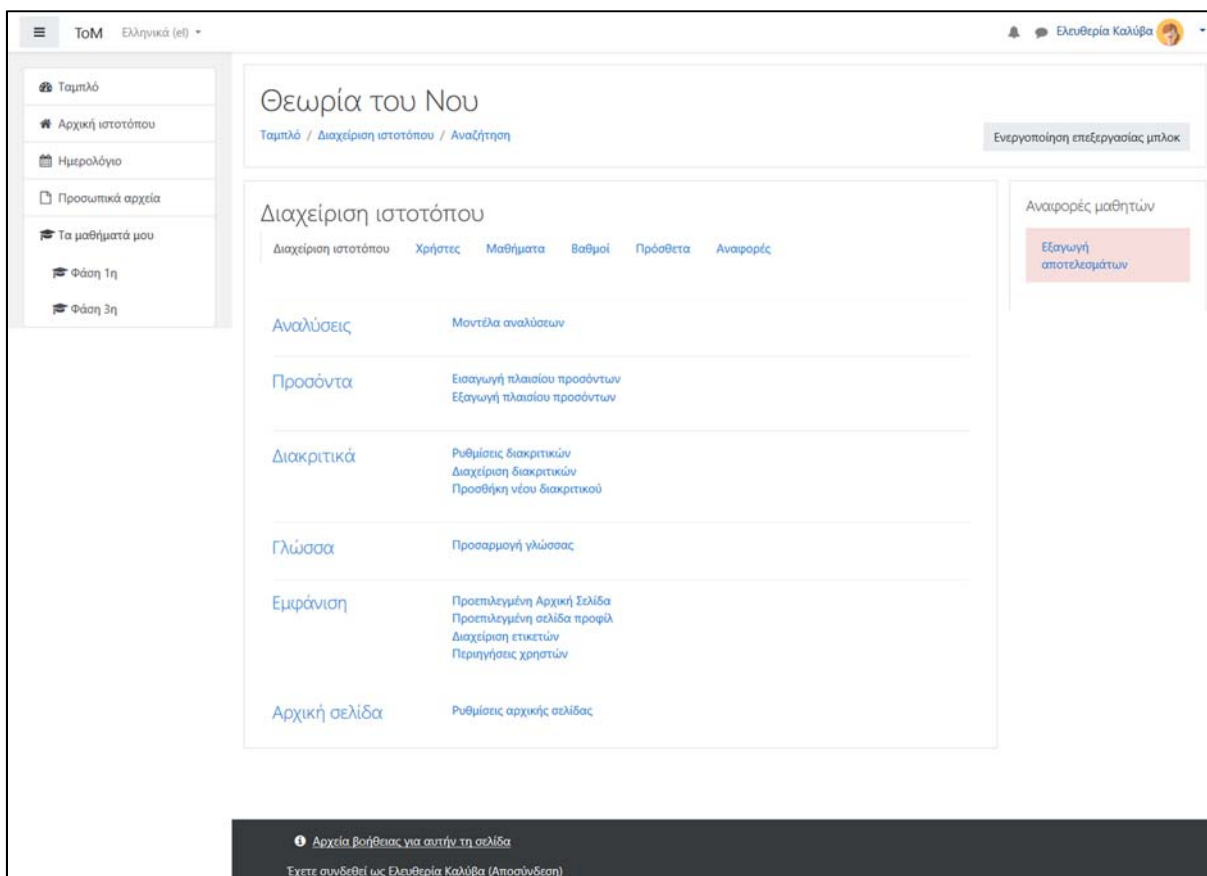 ToM Ελληνικά (el)
Ελευθερία Καλύβα
Ταμπλό
Αρχική ιστοτόπου
Ημερολόγιο
Προσωπικά αρχεία
Τα μαθήματά μου
Φάση 1η
Φάση 3η
Θεωρία του Νου
Ταμπλό / Διαχείριση ιστοτόπου / Αναζήτηση
Ενεργοποίηση επεξεργασίας μπλοκ
Διαχείριση ιστοτόπου
Διαχείριση ιστοτόπου Χρήστες Μαθήματα Βαθμοί Πρόσθετα Αναφορές
Αναλύσεις
Μοντέλα αναλύσεων
Προσόντα
Εισαγωγή πλαισίου προσόντων
Εξαγωγή πλαισίου προσόντων
Διακριτικά
Ρυθμίσεις διακριτικών
Διαχείριση διακριτικών
Προσθήκη νέου διακριτικού
Γλώσσα
Προσαρμογή γλώσσας
Εμφάνιση
Προεπιλεγμένη Αρχική Σελίδα
Προεπιλεγμένη σελίδα προφίλ
Διαχείριση ετικετών
Περιηγήσεις χρηστών
Αρχική σελίδα
Ρυθμίσεις αρχικής σελίδας
Αναφορές μαθητών
Εξαγωγή
αποτελεσμάτων
Αρχεία βοήθειας για αυτήν τη σελίδα
Έχετε συνδεθεί ως Ελευθερία Καλύβα (Αποσύνδεση)